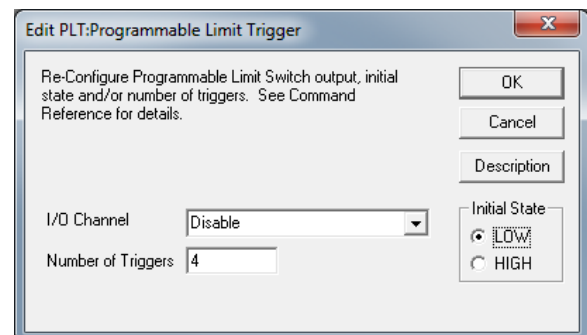 Edit PLT:Programmable Limit Trigger
x
Re-Configure Programmable Limit Switch output, initial
state and/or number of triggers. See Command
Reference for details.
OK
Cancel
Description
I/O Channel Disable
Number of Triggers 4
Initial State
LOW
HIGH